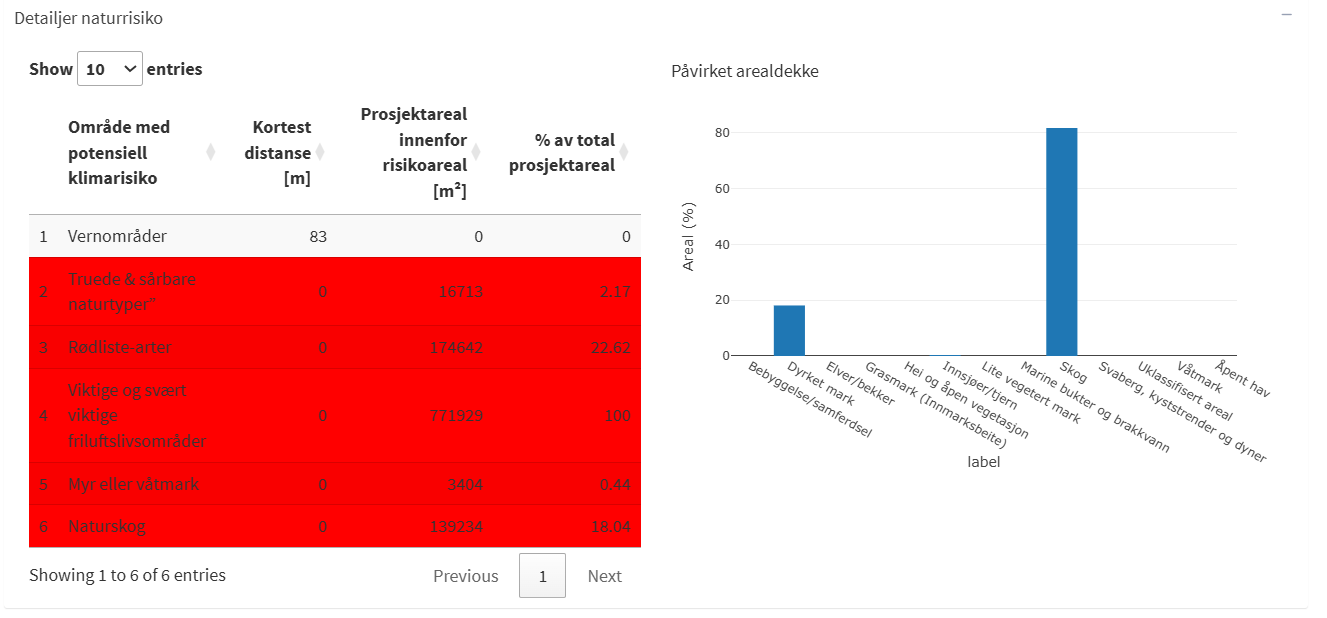 Detailjer naturrisiko
Show 10 entries
Område med
potensiell
klimarisiko
Kortest
distanse
[m]
Prosjektareal
innenfor
risikoareal
[m²]
% av total
prosjektareal
1 Vernområder 83 0 0
2 Truede & sårbare
naturtyper" 0 16713 2.17
3 Rødliste-arter 0 174642 22.62
Viktige og svært
4 viktige 0 771929 100
friluftslivsområder
5 Myr eller våtmark 0 3404 0.44
6 Naturskog 0 139234 18.04
Showing 1 to 6 of 6 entries
Previous 1 Next
Påvirket arealdekke
Areal (%)
80
60
40
20
0
Bebyggelse/samferdsel
Dyrket mark
Elver/bekker
Grasmark (Innmarksbeite)
Hei og åpen vegetasjon
Innsjøer/tjern
Lite vegetert mark
Marine bukter og brakkvann
Skog
Svaberg, kyststrender og dyner
Uklassifisert areal
Våtmark
Åpent hav
label